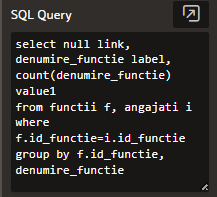 SQL Query
select null link,
denumire_functie label,
count(denumire_functie)
value1
from functii f, angajati i
where
f.id_functie=i.id_functie
group by f.id_functie,
denumire_functie